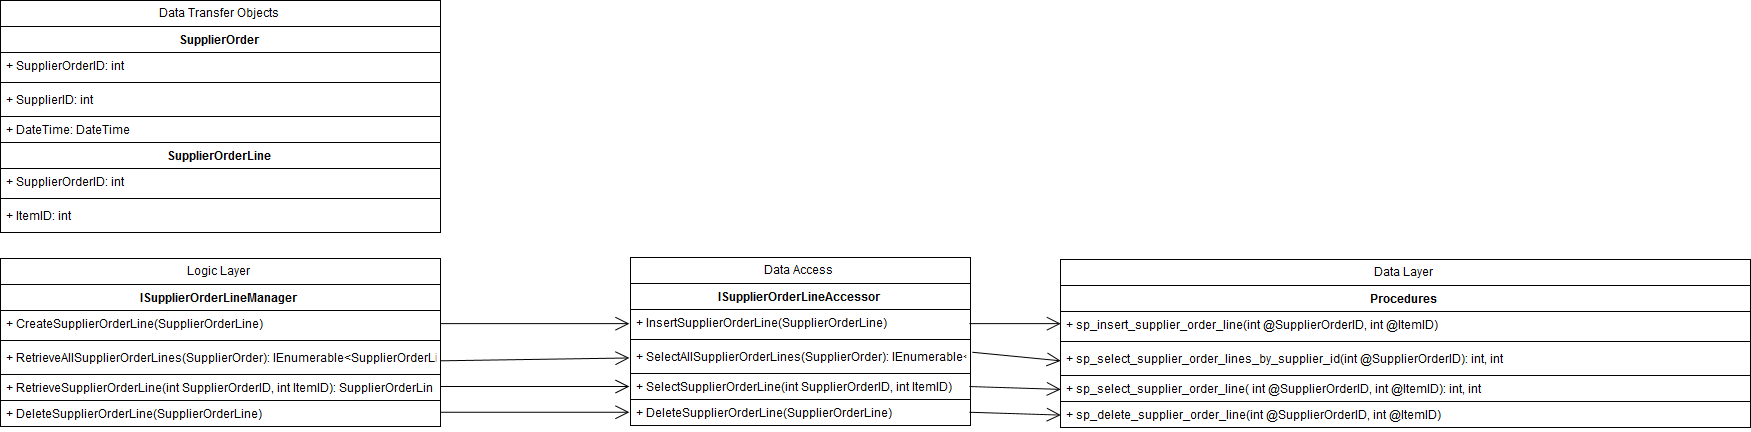 Data Transfer Objects
SupplierOrder
+ SupplierOrderID: int
+ SupplierID: int
+ DateTime: DateTime
SupplierOrderLine
+ SupplierOrderID: int
+ ItemID: int
Logic Layer
ISupplierOrderLineManager
+ CreateSupplierOrderLine(SupplierOrderLine)
+ RetrieveAllSupplierOrderLines(SupplierOrder): IEnumerable<SupplierOrderLi
+ RetrieveSupplierOrderLine(int SupplierOrderID, int ItemID): SupplierOrderLin
+ DeleteSupplierOrderLine(SupplierOrderLine)
Data Access
ISupplierOrderLineAccessor
+ InsertSupplierOrderLine(SupplierOrderLine)
+ SelectAllSupplierOrderLines(SupplierOrder): IEnumerable<
+ SelectSupplierOrderLine(int SupplierOrderID, int ItemID)
+ DeleteSupplierOrderLine(SupplierOrderLine)
Data Layer
Procedures
+ sp_insert_supplier_order_line(int @SupplierOrderID, int @ItemID)
+ sp_select_supplier_order_lines_by_supplier_id(int @SupplierOrderID): int, int
+ sp_select_supplier_order_line( int @SupplierOrderID, int @ItemID): int, int
+ sp_delete_supplier_order_line(int @SupplierOrderID, int @ItemID)